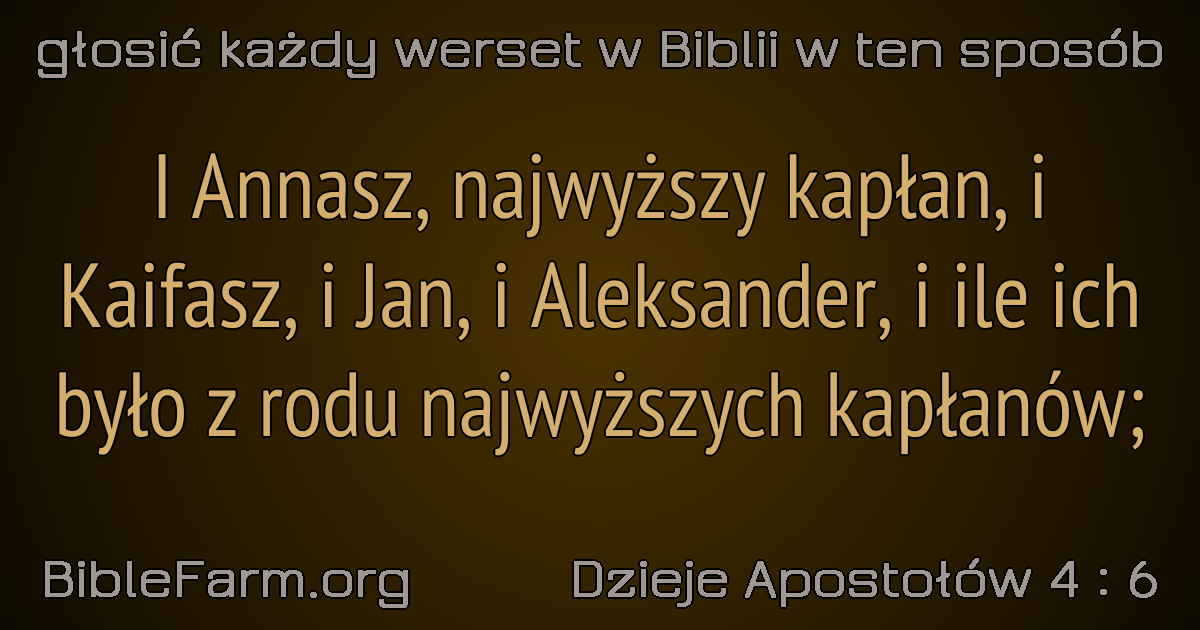 głosić każdy werset w Biblii w ten sposób
I Annasz, najwyższy kapłan, i
Kaifasz, i Jan, i Aleksander, i ile ich
było z rodu najwyższych kapłanów;
BibleFarm.org
Dzieje Apostołów 4 : 6